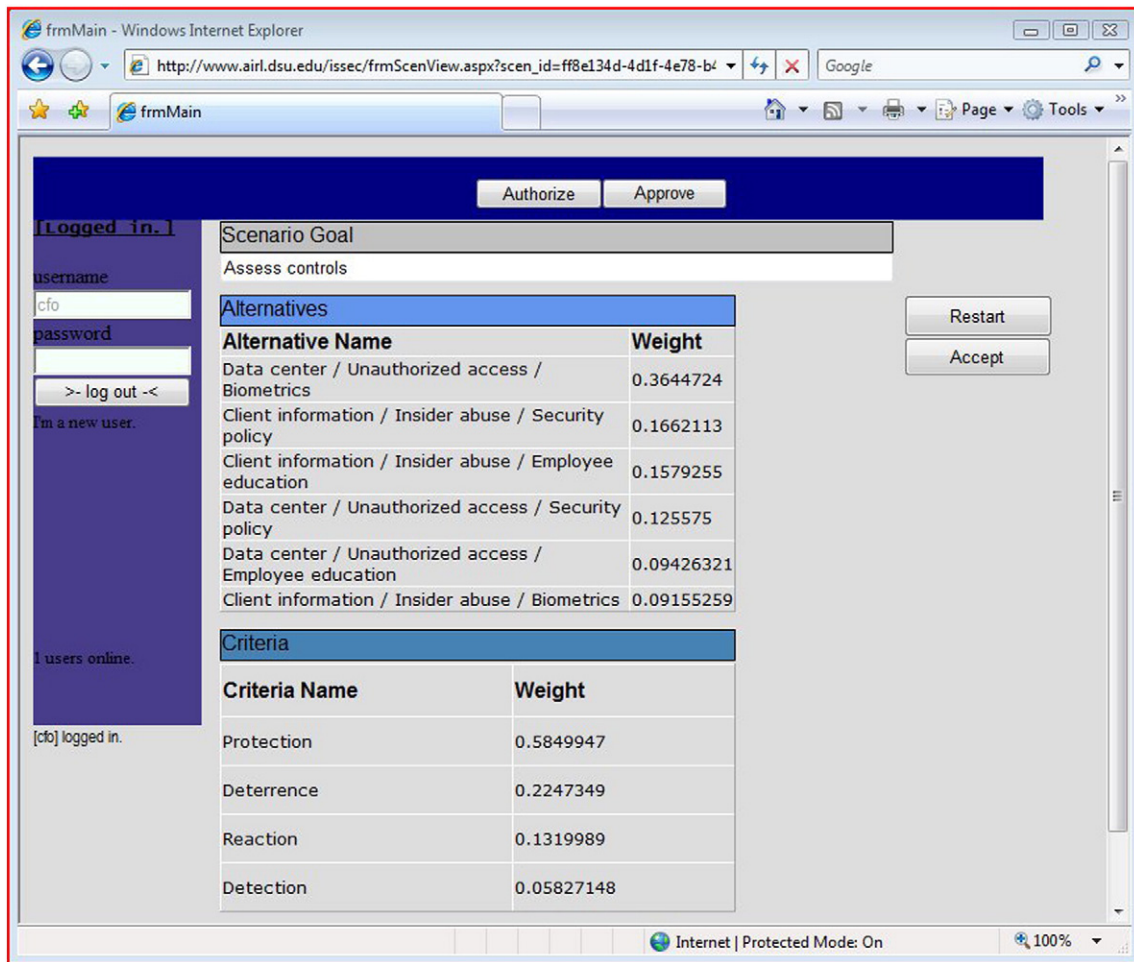 frmMain - Windows Internet Explorer
http://www.airl.dsu.edu/issec/frmScenView.aspx?scen_id=ff8e134d-4d1f-4e78-b4
Google
frmMain
Page
Tools
Authorize
Approve
[Logged in.]
username
cfo
password
>- log out -<
I'm a new user.
1 users online.
[cfo] logged in.
Scenario Goal
Assess controls
Restart
Accept
Alternatives
Alternative Name Weight
Data center / Unauthorized access /
Biometrics 0.3644724
Client information / Insider abuse / Security
policy 0.1662113
Client information / Insider abuse / Employee
education 0.1579255
Data center / Unauthorized access / Security
policy 0.125575
Data center / Unauthorized access /
Employee education 0.09426321
Client information / Insider abuse / Biometrics 0.09155259
Criteria
Criteria Name Weight
Protection 0.5849947
Deterrence 0.2247349
Reaction 0.1319989
Detection 0.05827148
Internet | Protected Mode: On
100%